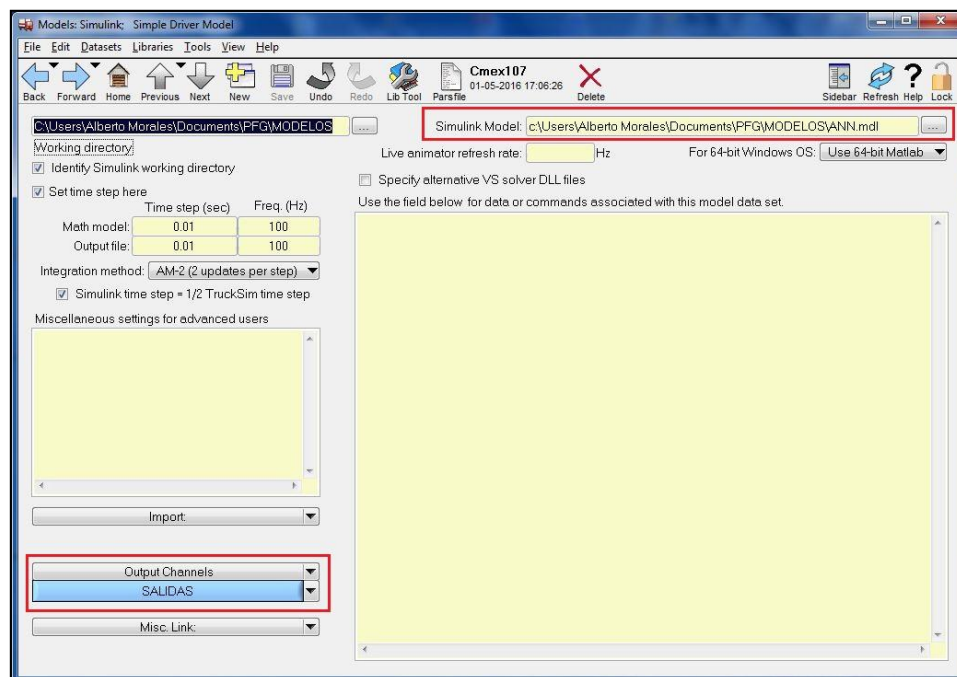 Models: Simulink; Simple Driver Model
File Edit Datasets Libraries Tools View Help
Back Forward Home Previous Next New Save Undo Redo Lib Tool Parsfile
Cmex107
01-05-2016 17:06:26
Delete Sidebar Refresh Help Lock
C:\Users\Alberto Morales\Documents\PFG\MODELOS ...
Simulink Model: c:\Users\Alberto Morales\Documents\PFG\MODELOS\ANN.mdl ...
Working directory
Live animator refresh rate: Hz
For 64-bit Windows OS: Use 64-bit Matlab
Identify Simulink working directory
Specify alternative VS solver DLL files
Set time step here
Use the field below for data or commands associated with this model data set.
Time step (sec) Freq. (Hz)
Math model: 0.01 100
Output file: 0.01 100
Integration method: AM-2 (2 updates per step)
Simulink time step = 1/2 TruckSim time step
Miscellaneous settings for advanced users
Import:
Output Channels
SALIDAS
Misc. Link: